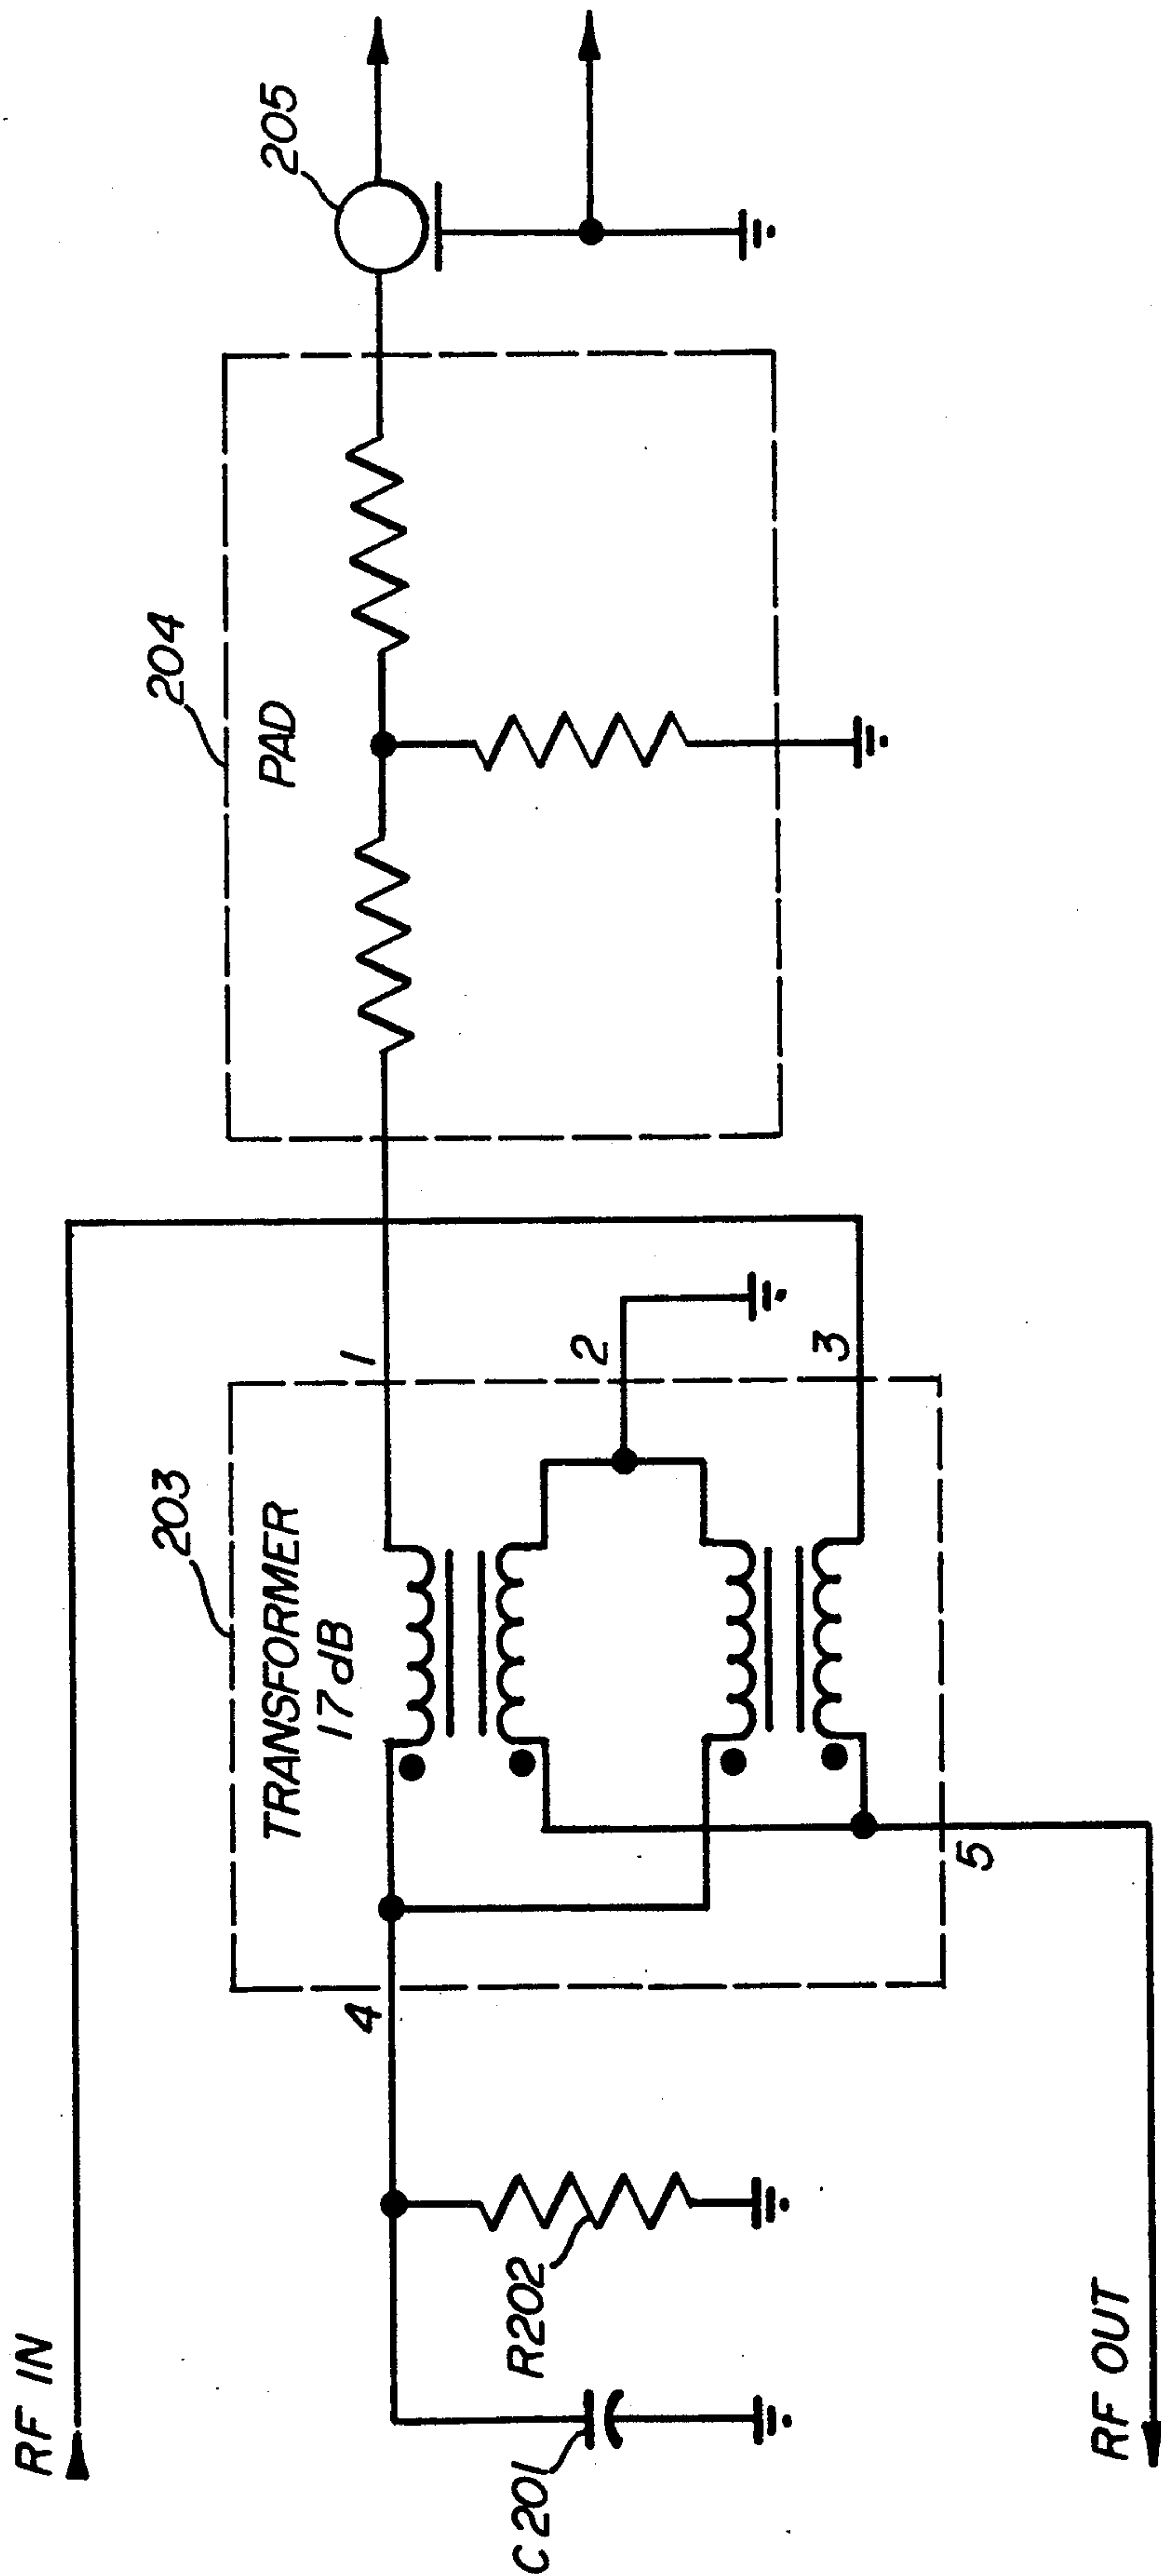 RF IN
203
TRANSFORMER
17dB
204
PAD
205
1
2
3
4
5
C201
R202
RF OUT